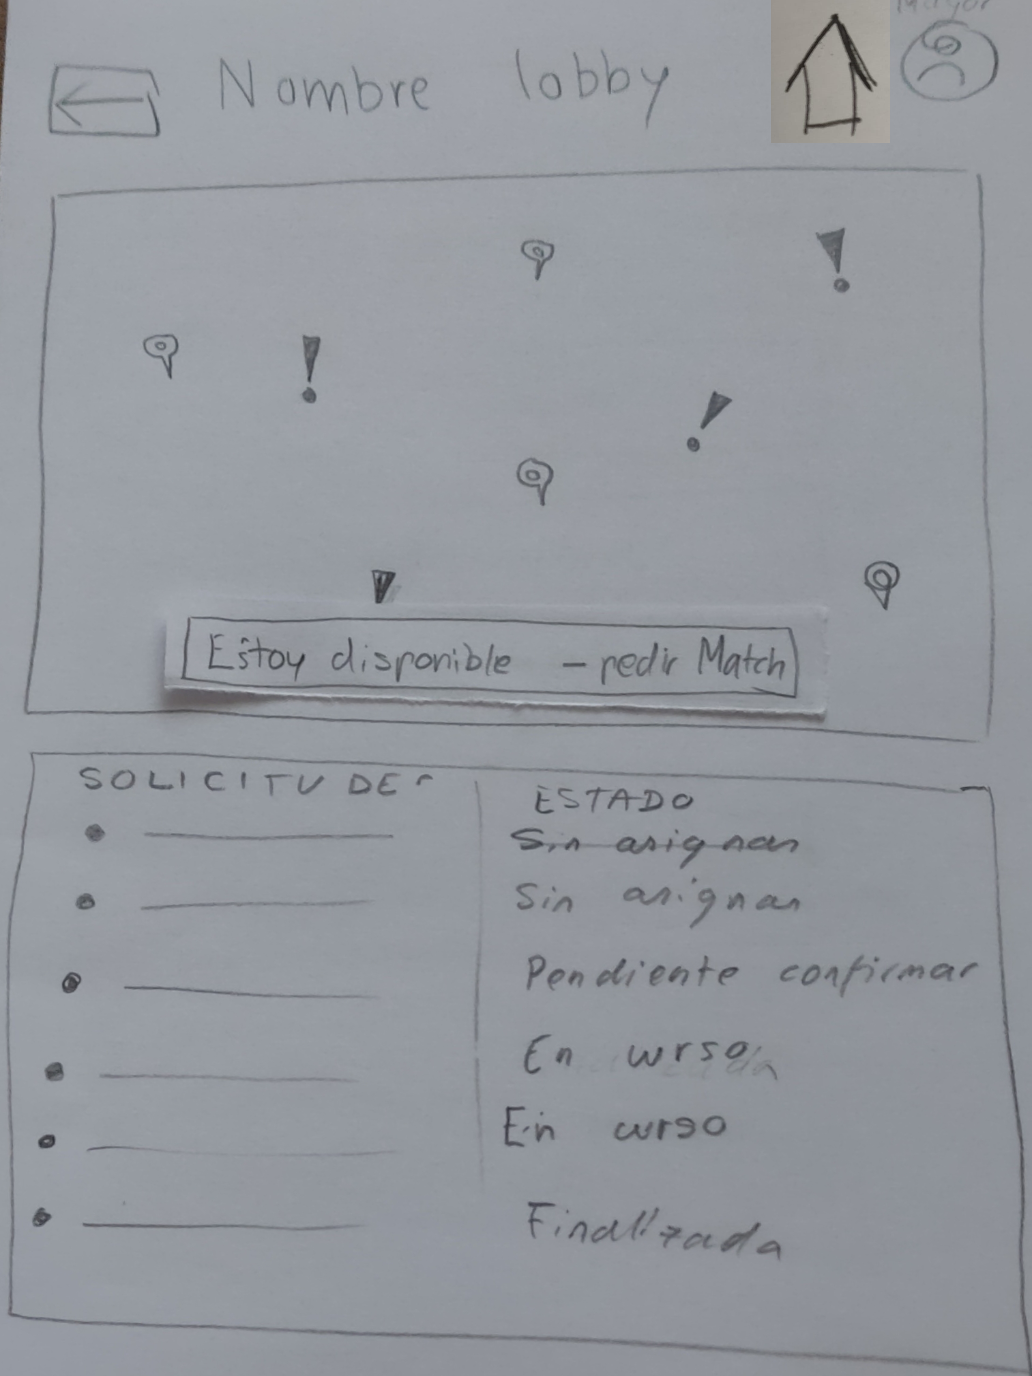 Mayor
Nombre lobby
Estoy disponible - pedir Match
SOLICITUDES
ESTADO
Sin asignar
Sin asignar
Pendiente confirmar
En curso
En curso
Finalizada